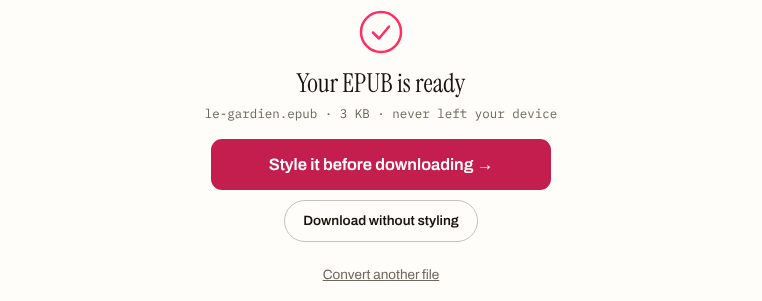 Your EPUB is ready
le-gardien.epub · 3 KB · never left your device
Style it before downloading →
Download without styling
Convert another file